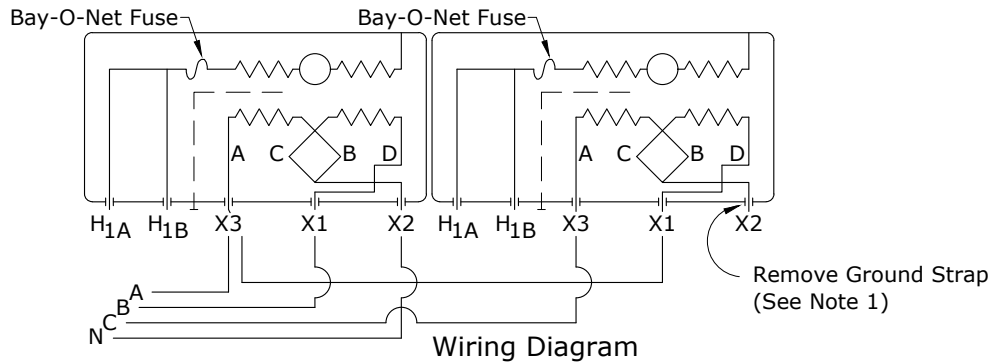 Bay-O-Net Fuse Bay-O-Net Fuse
A C B D A C B D
H1A H1B X3 X1 X2 H1A H1B X3 X1 X2
A
B
C
N
Remove Ground Strap
(See Note 1)
Wiring Diagram